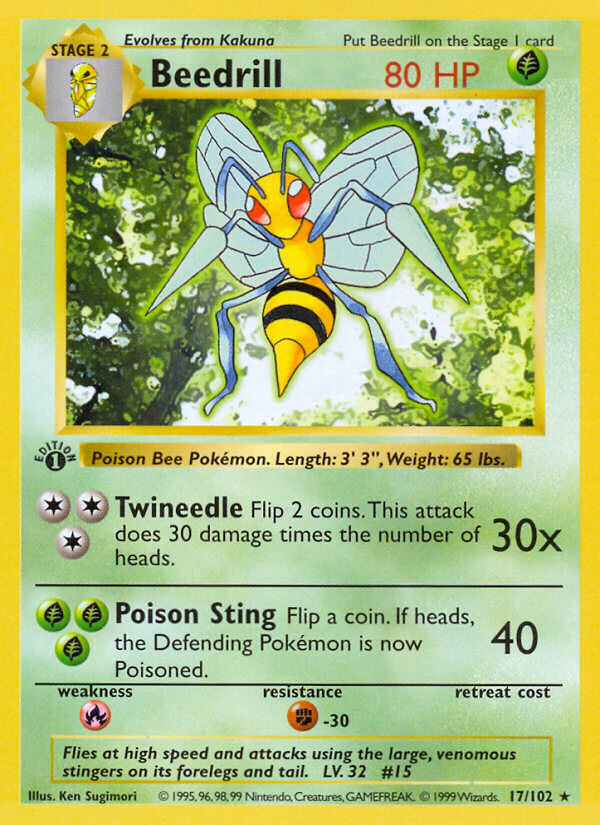 STAGE 2
Evolves from Kakuna
Put Beedrill on the Stage 1 card
Beedrill
80 HP
EDITION
1
Poison Bee Pokémon. Length: 3' 3", Weight: 65 lbs.
Twineedle Flip 2 coins. This attack
does 30 damage times the number of
heads.
30x
Poison Sting Flip a coin. If heads,
the Defending Pokémon is now
Poisoned.
40
weakness
resistance
retreat cost
-30
Flies at high speed and attacks using the large, venomous
stingers on its forelegs and tail. LV. 32 #15
Illus. Ken Sugimori © 1995, 96, 98, 99 Nintendo, Creatures, GAMEFREAK. © 1999 Wizards. 17/102 ★